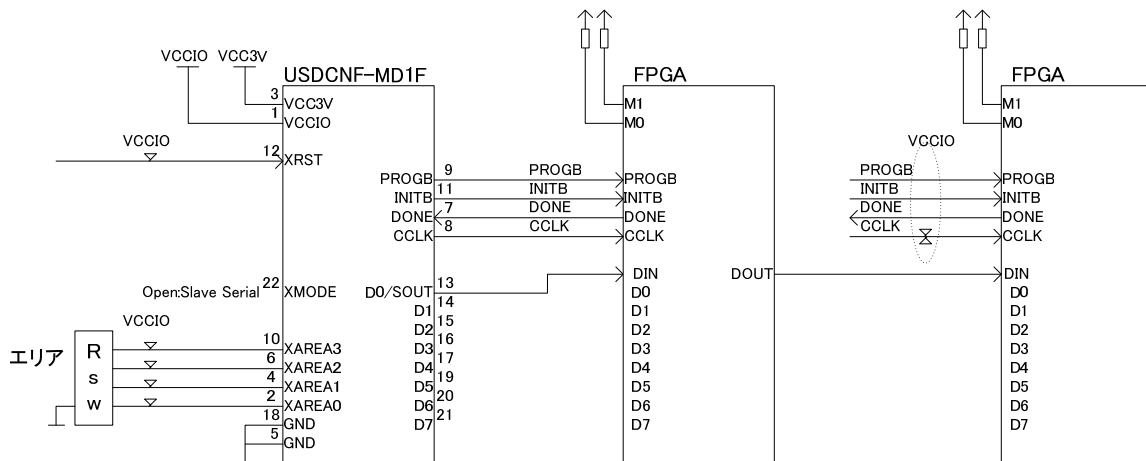 VCCIO VCC3V
USDCNF-MD1F FPGA FPGA
3 VCC3V M1 M1
1 VCCIO M0 M0
VCCIO VCCIO
12 XRST
PROGB 9 PROGB PROGB PROGB PROGB
INITB 11 INITB INITB INITB INITB
DONE 7 DONE DONE DONE DONE
CCLK 8 CCLK CCLK CCLK CCLK
DIN DOUT DIN
Open:Slave Serial 22 XMODE D0/SOUT 13 D0 D0
D1 14 D1 D1
VCCIO D2 15 D2 D2
エリア Rsw 10 XAREA3 D3 16 D3 D3
6 XAREA2 D4 17 D4 D4
4 XAREA1 D5 19 D5 D5
2 XAREA0 D6 20 D6 D6
18 GND D7 21 D7 D7
5 GND